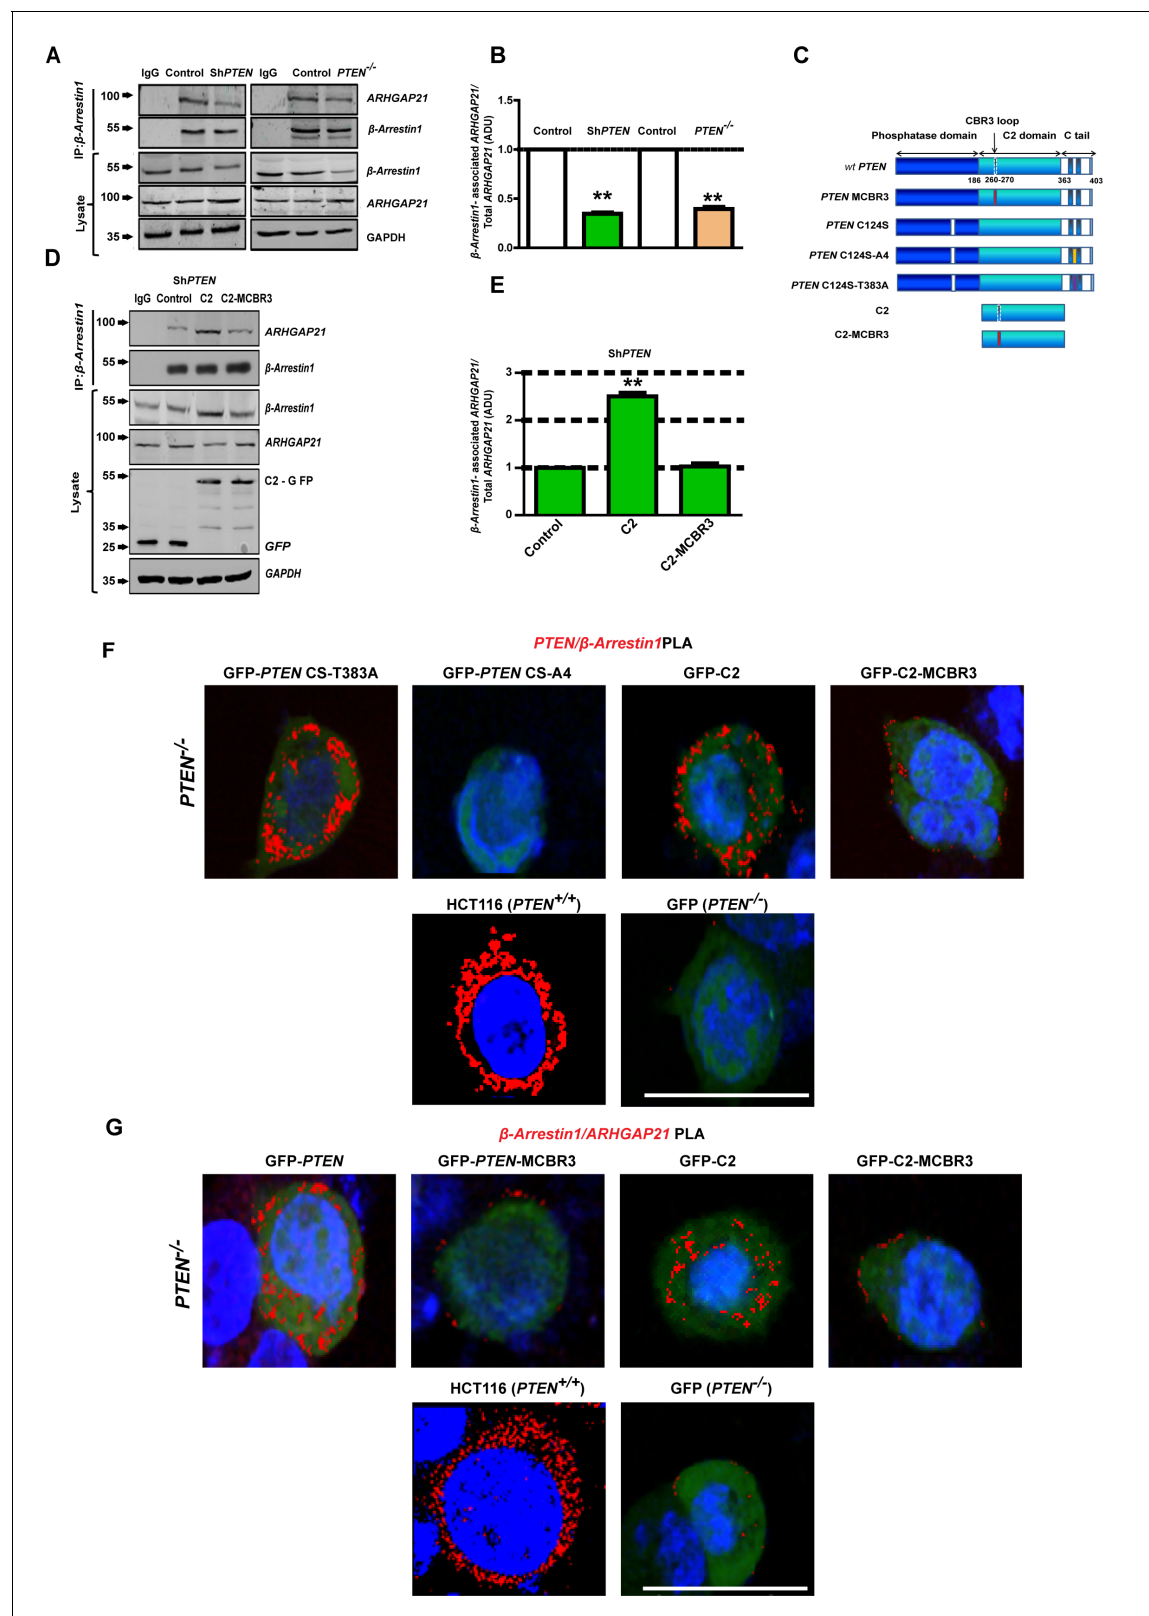 A
IgG Control ShPTEN IgG Control PTEN-/-
IP:β-Arrestin1
100
ARHGAP21
55
β-Arrestin1
Lysate
55
β-Arrestin1
100
ARHGAP21
35
GAPDH
B
β-Arrestin1- associated ARHGAP21/
Total ARHGAP21 (ADU)
1.5
1.0
0.5
0.0
Control ShPTEN Control PTEN-/-
**
**
C
CBR3 loop
Phosphatase domain C2 domain C tail
wt PTEN
186 260-270 363 403
PTEN MCBR3
PTEN C124S
PTEN C124S-A4
PTEN C124S-T383A
C2
C2-MCBR3
D
ShPTEN
IgG Control C2 C2-MCBR3
IP:β-Arrestin1
100
ARHGAP21
55
β-Arrestin1
Lysate
55
β-Arrestin1
100
ARHGAP21
55
C2 - G FP
35
25
GFP
35
GAPDH
E
ShPTEN
β-Arrestin1- associated ARHGAP21/
Total ARHGAP21 (ADU)
3
2
1
0
**
Control
C2
C2-MCBR3
F
PTEN/β-Arrestin1PLA
GFP-PTEN CS-T383A GFP-PTEN CS-A4 GFP-C2 GFP-C2-MCBR3
PTEN-/-
HCT116 (PTEN+/+) GFP (PTEN-/-)
G
β-Arrestin1/ARHGAP21 PLA
GFP-PTEN GFP-PTEN-MCBR3 GFP-C2 GFP-C2-MCBR3
PTEN-/-
HCT116 (PTEN+/+) GFP (PTEN-/-)